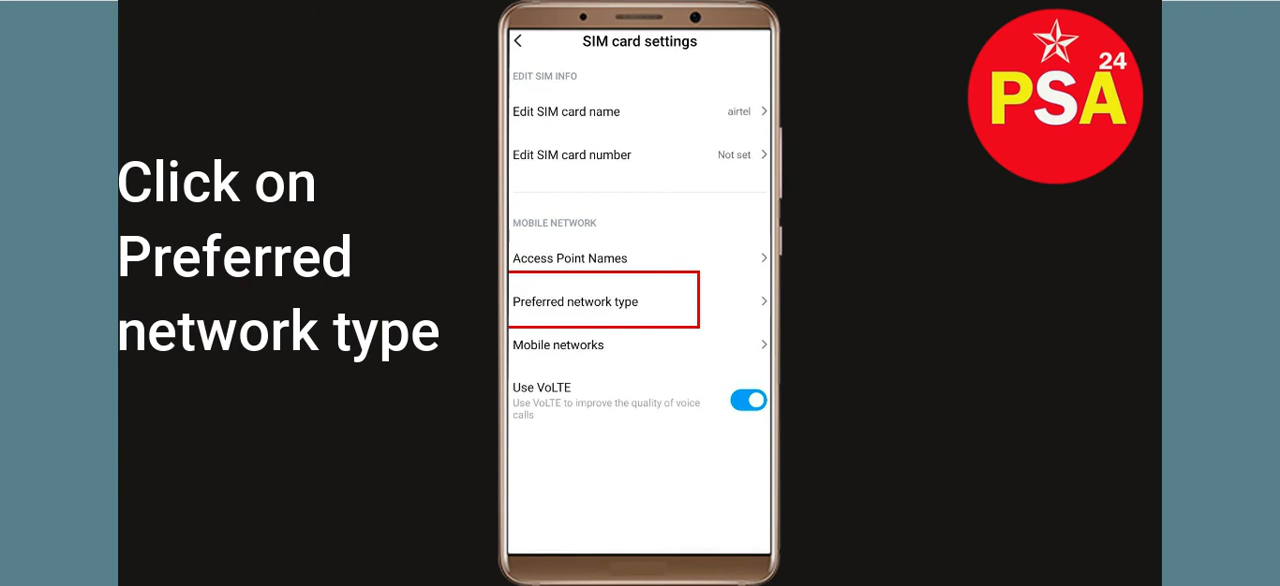 Click on
Preferred
network type
SIM card settings
EDIT SIM INFO
Edit SIM card name airtel
Edit SIM card number Not set
MOBILE NETWORK
Access Point Names
Preferred network type
Mobile networks
Use VoLTE
Use VoLTE to improve the quality of voice
calls
PSA 24